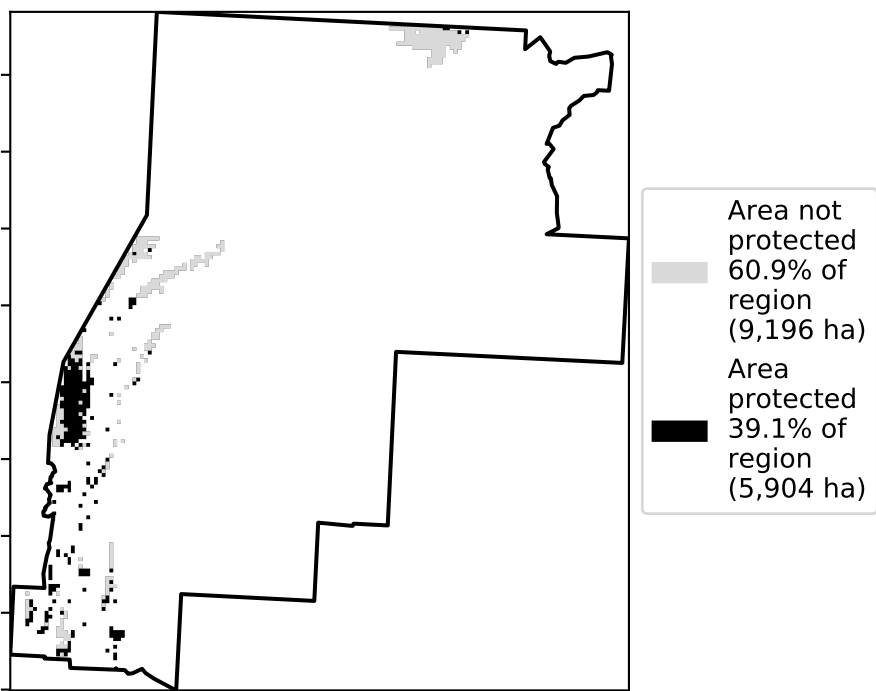 Area not
protected
60.9% of
region
(9,196 ha)
Area
protected
39.1% of
region
(5,904 ha)